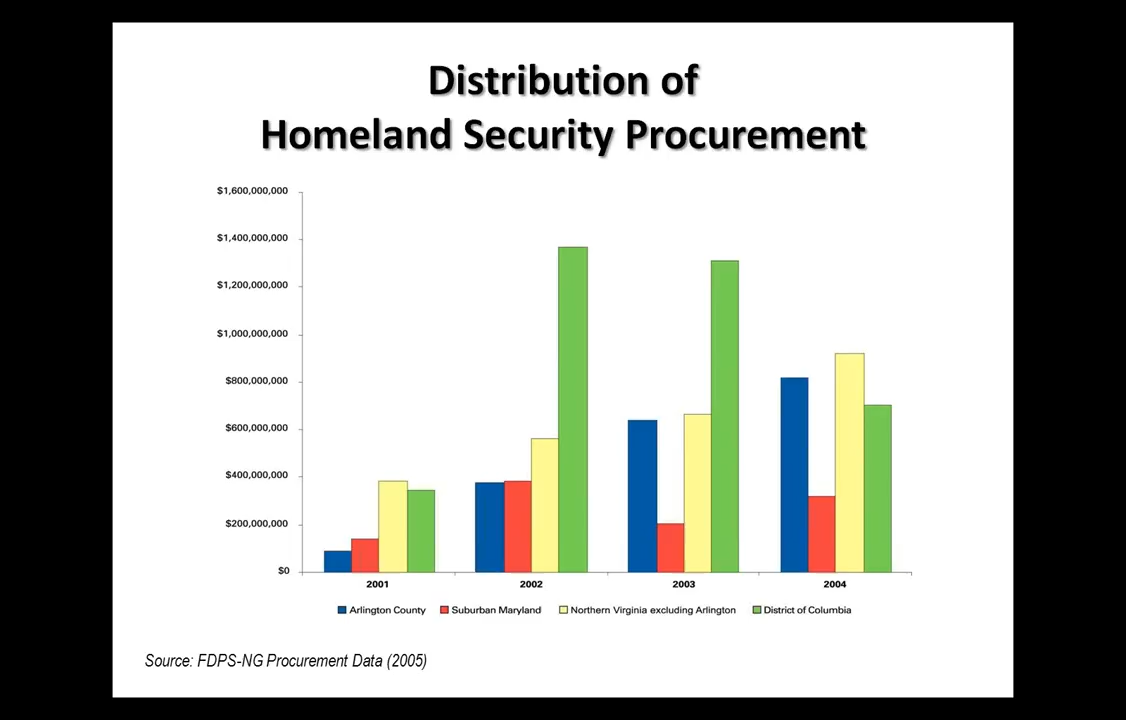 Distribution of
Homeland Security Procurement
$1,600,000,000
$1,400,000,000
$1,200,000,000
$1,000,000,000
$800,000,000
$600,000,000
$400,000,000
$200,000,000
$0
2001 2002 2003 2004
Arlington County Suburban Maryland Northern Virginia excluding Arlington District of Columbia
Source: FDPS-NG Procurement Data (2005)